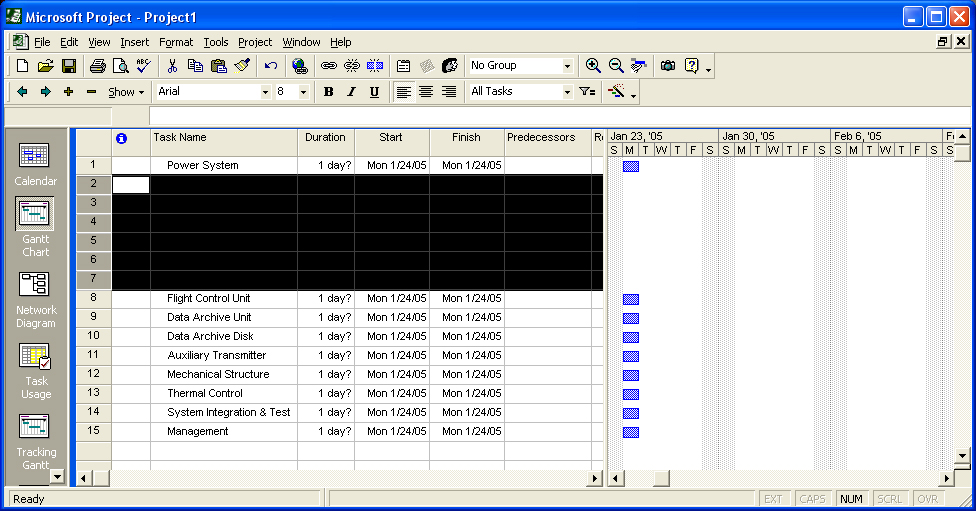 Microsoft Project - Project1
File Edit View Insert Format Tools Project Window Help
No Group
Show Arial 8 B I U All Tasks
Task Name Duration Start Finish Predecessors Jan 23, '05 Jan 30, '05 Feb 6, '05
S M T W T F S S M T W T F S S M T W T F S S M
1 Power System 1 day? Mon 1/24/05 Mon 1/24/05
2
3
4
5
6
7
8 Flight Control Unit 1 day? Mon 1/24/05 Mon 1/24/05
9 Data Archive Unit 1 day? Mon 1/24/05 Mon 1/24/05
10 Data Archive Disk 1 day? Mon 1/24/05 Mon 1/24/05
11 Auxiliary Transmitter 1 day? Mon 1/24/05 Mon 1/24/05
12 Mechanical Structure 1 day? Mon 1/24/05 Mon 1/24/05
13 Thermal Control 1 day? Mon 1/24/05 Mon 1/24/05
14 System Integration & Test 1 day? Mon 1/24/05 Mon 1/24/05
15 Management 1 day? Mon 1/24/05 Mon 1/24/05
Calendar
Gantt
Chart
Network
Diagram
Task
Usage
Tracking
Gantt
Ready EXT CAPS NUM SCRL OVR